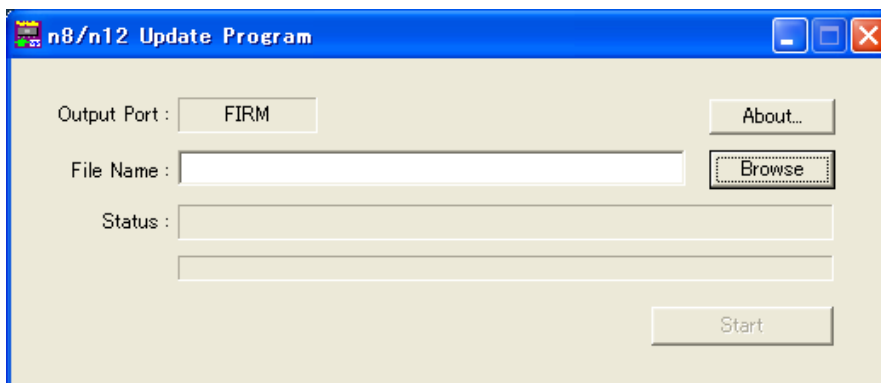 n8/n12 Update Program
Output Port : FIRM
About...
File Name :
Browse
Status :
Start